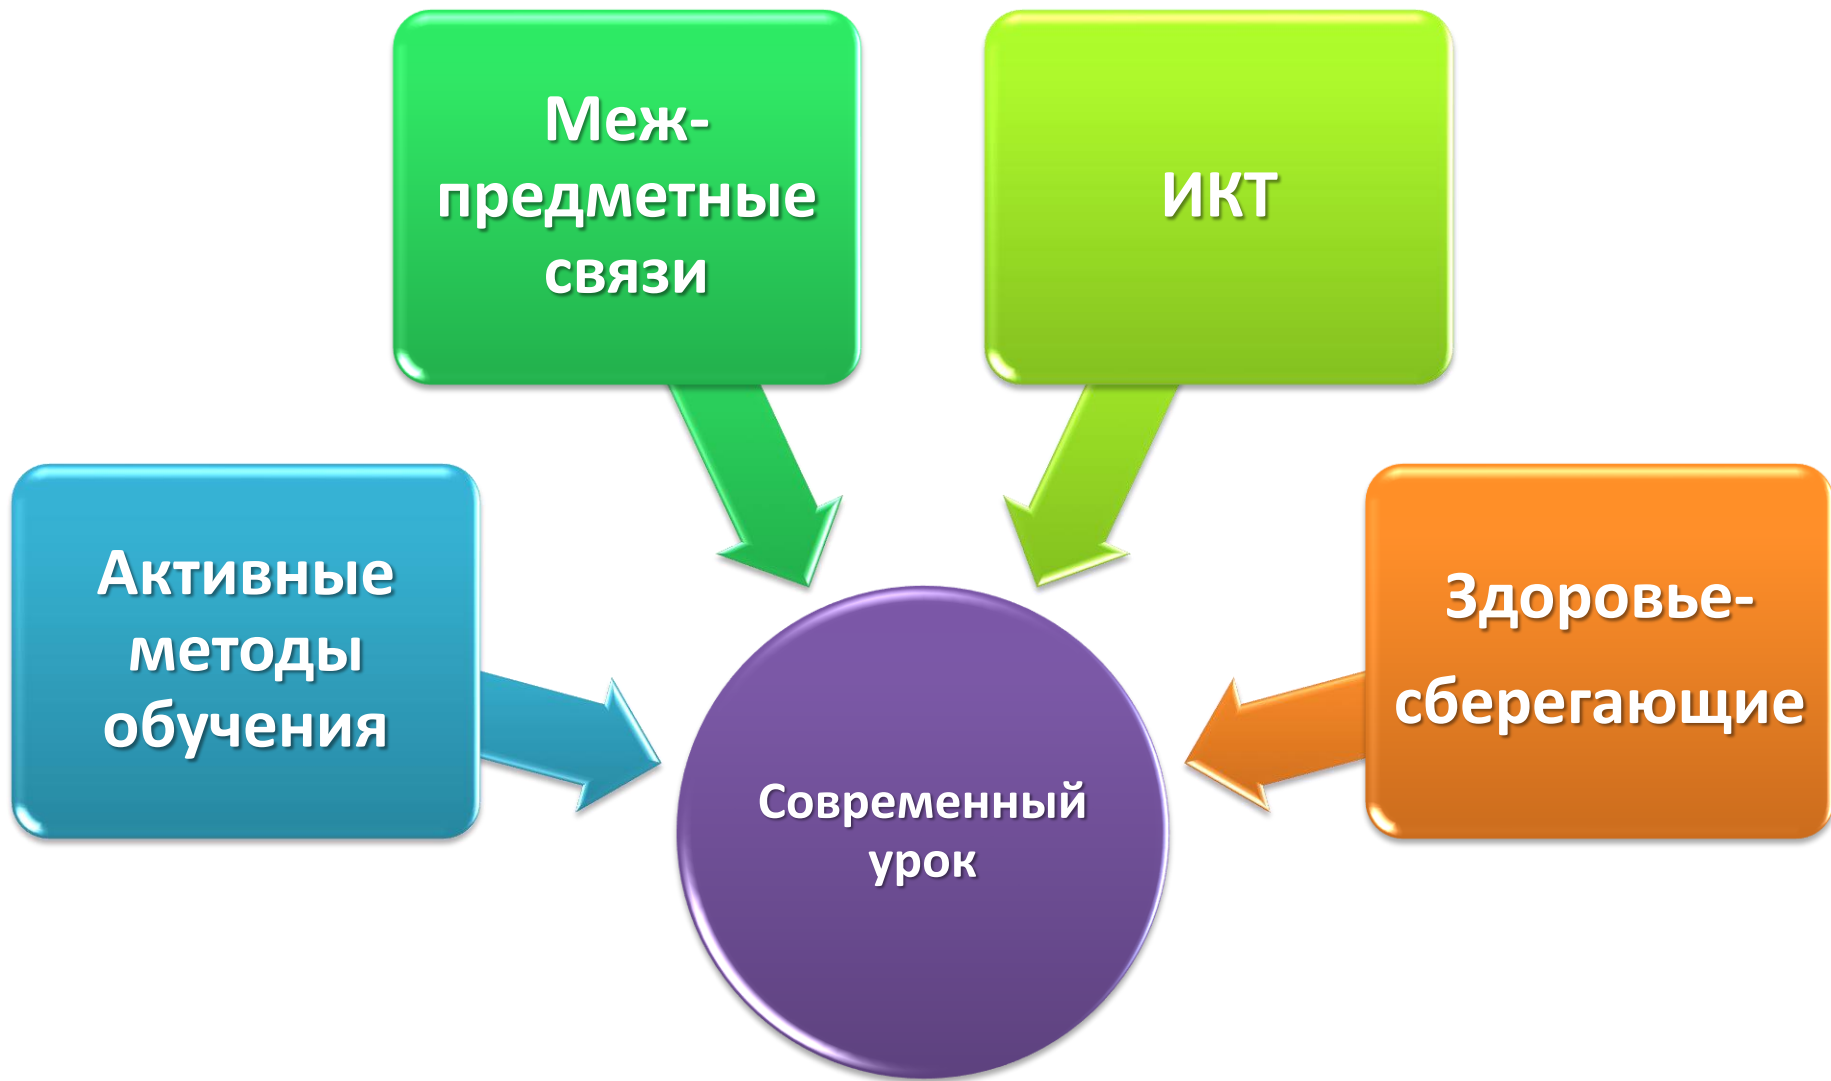 Меж-
предметные
связи
ИКТ
Активные
методы
обучения
Здоровье-
сберегающие
Современный
урок